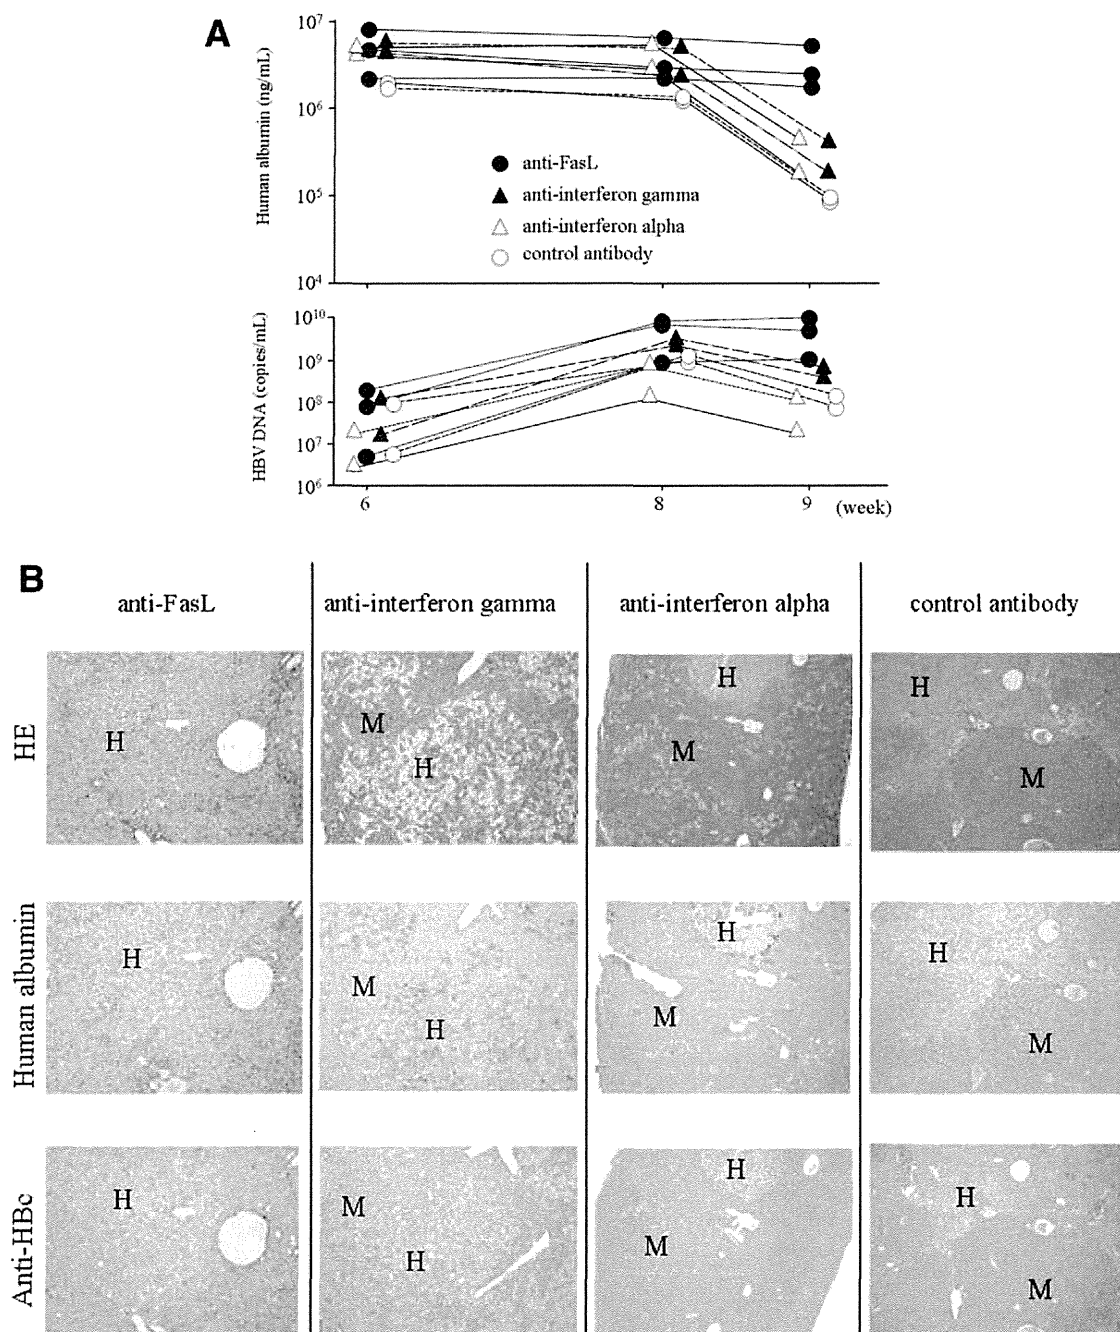 A
Human albumin (ng/mL)
10⁷
10⁶
10⁵
10⁴
anti-FasL
anti-interferon gamma
anti-interferon alpha
control antibody
HBV DNA (copies/mL)
10¹⁰
10⁹
10⁸
10⁷
10⁶
6 8 9 (week)
B
anti-FasL anti-interferon gamma anti-interferon alpha control antibody
HE
H M H H M H M
Human albumin
H M H H M H M
Anti-HBc
H M H H M H M